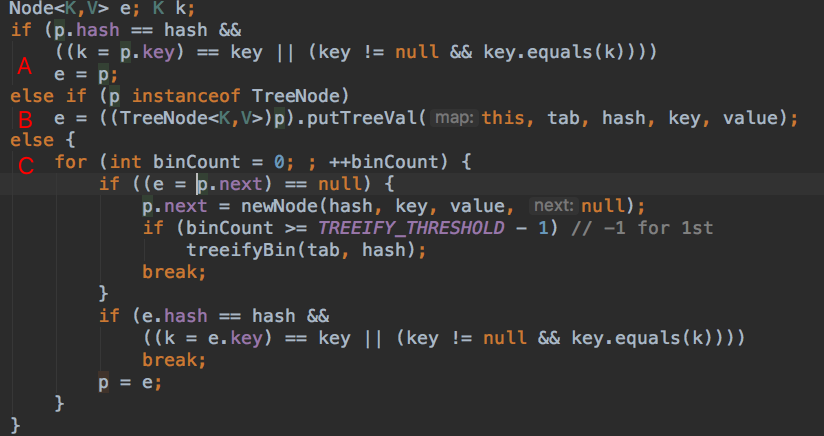 Node<K,V> e; K k;
if (p.hash == hash &&
    ((k = p.key) == key || (key != null && key.equals(k))))
A
    e = p;
else if (p instanceof TreeNode)
B   e = ((TreeNode<K,V>)p).putTreeVal( map: this, tab, hash, key, value);
else {
C   for (int binCount = 0; ; ++binCount) {
        if ((e = p.next) == null) {
            p.next = newNode(hash, key, value, next: null);
            if (binCount >= TREEIFY_THRESHOLD - 1) // -1 for 1st
                treeifyBin(tab, hash);
            break;
        }
        if (e.hash == hash &&
            ((k = e.key) == key || (key != null && key.equals(k))))
            break;
        p = e;
    }
}